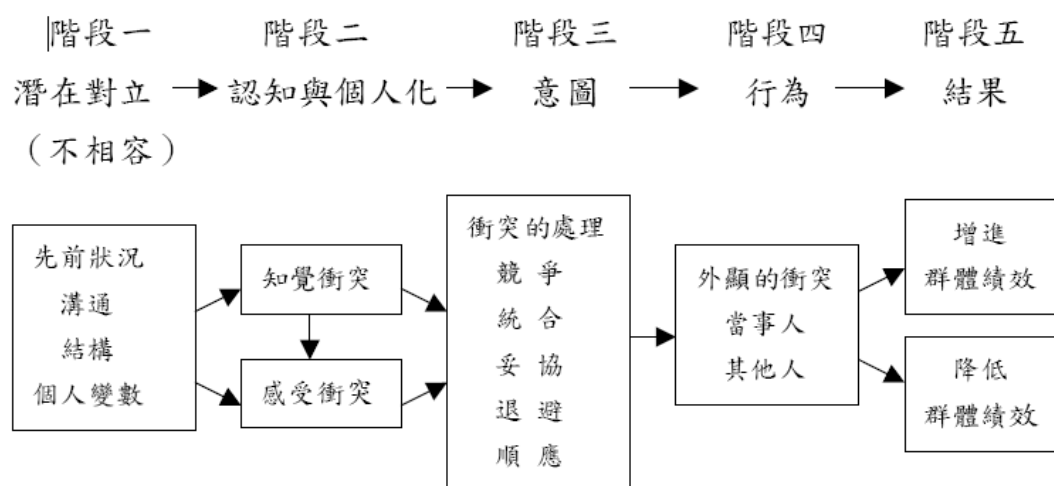 階段一 階段二 階段三 階段四 階段五
潛在對立 認知與個人化 意圖 行為 結果
（不相容）
先前狀況
溝通
結構
個人變數
知覺衝突
感受衝突
衝突的處理
競 爭
統 合
妥 協
退 避
順 應
外顯的衝突
當事人
其他人
增進
群體績效
降低
群體績效